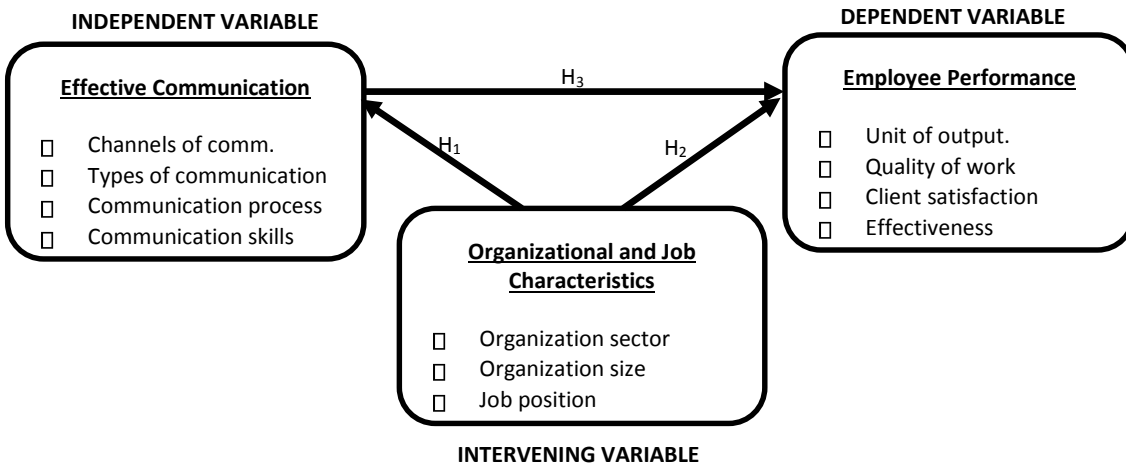 INDEPENDENT VARIABLE
Effective Communication
Channels of comm.
Types of communication
Communication process
Communication skills
H₃
H₁
H₂
DEPENDENT VARIABLE
Employee Performance
Unit of output.
Quality of work
Client satisfaction
Effectiveness
Organizational and Job
Characteristics
Organization sector
Organization size
Job position
INTERVENING VARIABLE